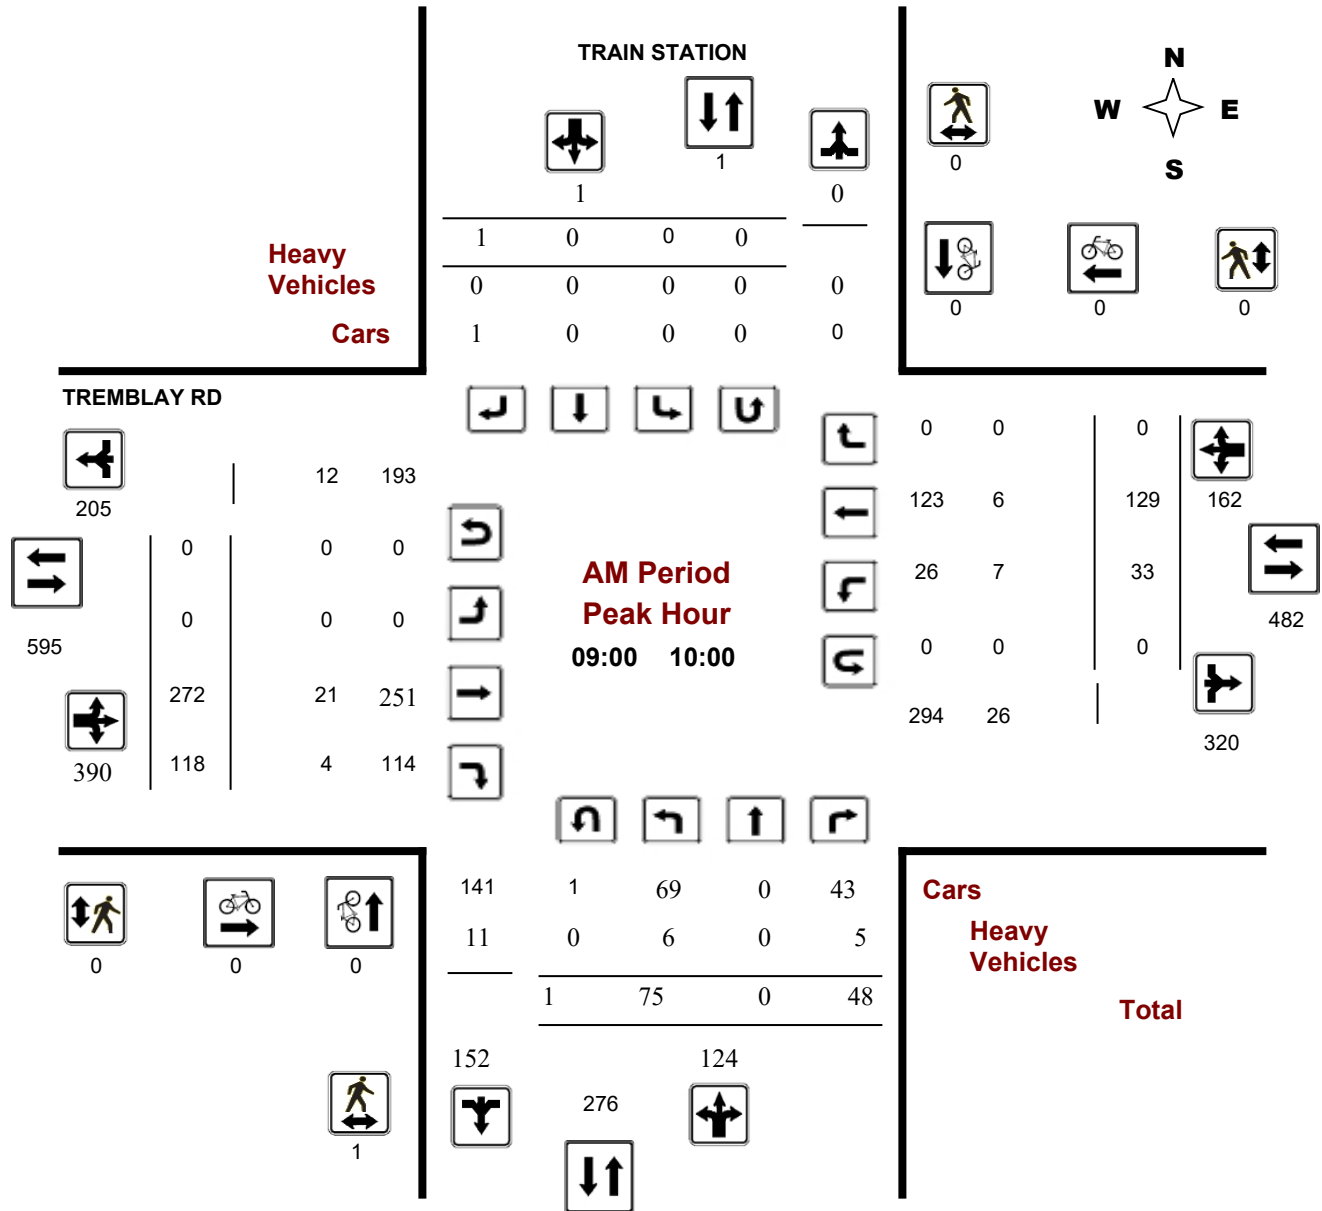 TRAIN STATION
N
W E
S
1
0
1 0
1 0 0 0
Heavy
Vehicles
0 0 0 0 0
0 0 0
Cars
1 0 0 0 0
TREMBLAY RD
0 0 0
12 193
205
123 6 129 162
0 0 0
AM Period
26 7 33
Peak Hour
0 0 0
482
595
09:00 10:00
0 0 0
272 21 251
294 26
320
390 118 4 114
141 1 69 0 43
Cars
11 0 6 0 5
Heavy
Vehicles
0 0 0
1 75 0 48
Total
152 124
276
1